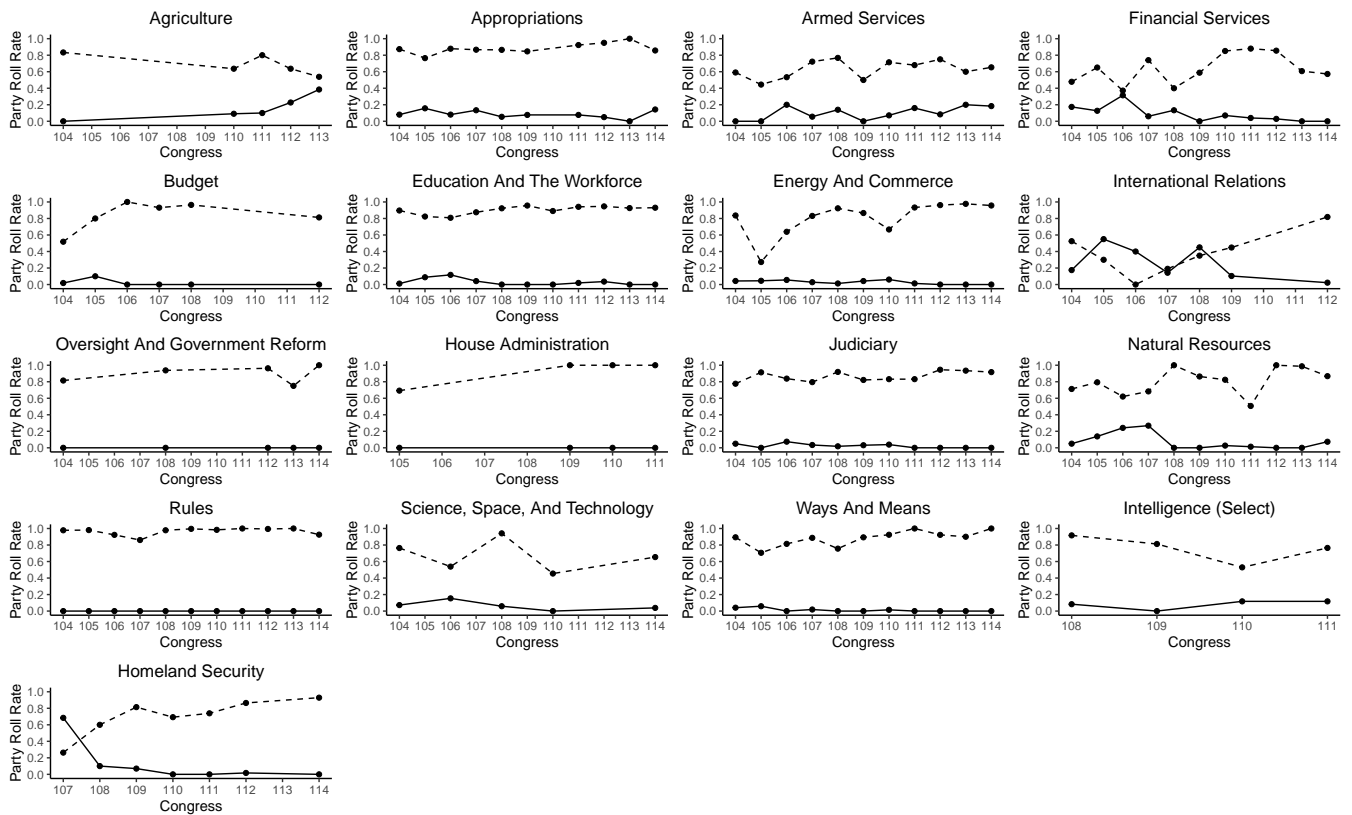 Agriculture
Party Roll Rate
1.0
0.8
0.6
0.4
0.2
0.0
104 105 106 107 108 109 110 111 112 113
Congress
Appropriations
Party Roll Rate
1.0
0.8
0.6
0.4
0.2
0.0
104 105 106 107 108 109 110 111 112 113 114
Congress
Armed Services
Party Roll Rate
1.0
0.8
0.6
0.4
0.2
0.0
104 105 106 107 108 109 110 111 112 113 114
Congress
Financial Services
Party Roll Rate
1.0
0.8
0.6
0.4
0.2
0.0
104 105 106 107 108 109 110 111 112 113 114
Congress
Budget
Party Roll Rate
1.0
0.8
0.6
0.4
0.2
0.0
104 105 106 107 108 109 110 111 112
Congress
Education And The Workforce
Party Roll Rate
1.0
0.8
0.6
0.4
0.2
0.0
104 105 106 107 108 109 110 111 112 113 114
Congress
Energy And Commerce
Party Roll Rate
1.0
0.8
0.6
0.4
0.2
0.0
104 105 106 107 108 109 110 111 112 113 114
Congress
International Relations
Party Roll Rate
1.0
0.8
0.6
0.4
0.2
0.0
104 105 106 107 108 109 110 111 112
Congress
Oversight And Government Reform
Party Roll Rate
1.0
0.8
0.6
0.4
0.2
0.0
104 105 106 107 108 109 110 111 112 113 114
Congress
House Administration
Party Roll Rate
1.0
0.8
0.6
0.4
0.2
0.0
105 106 107 108 109 110 111
Congress
Judiciary
Party Roll Rate
1.0
0.8
0.6
0.4
0.2
0.0
104 105 106 107 108 109 110 111 112 113 114
Congress
Natural Resources
Party Roll Rate
1.0
0.8
0.6
0.4
0.2
0.0
104 105 106 107 108 109 110 111 112 113 114
Congress
Rules
Party Roll Rate
1.0
0.8
0.6
0.4
0.2
0.0
104 105 106 107 108 109 110 111 112 113 114
Congress
Science, Space, And Technology
Party Roll Rate
1.0
0.8
0.6
0.4
0.2
0.0
104 105 106 107 108 109 110 111 112 113 114
Congress
Ways And Means
Party Roll Rate
1.0
0.8
0.6
0.4
0.2
0.0
104 105 106 107 108 109 110 111 112 113 114
Congress
Intelligence (Select)
Party Roll Rate
1.0
0.8
0.6
0.4
0.2
0.0
108 109 110 111
Congress
Homeland Security
Party Roll Rate
1.0
0.8
0.6
0.4
0.2
0.0
107 108 109 110 111 112 113 114
Congress